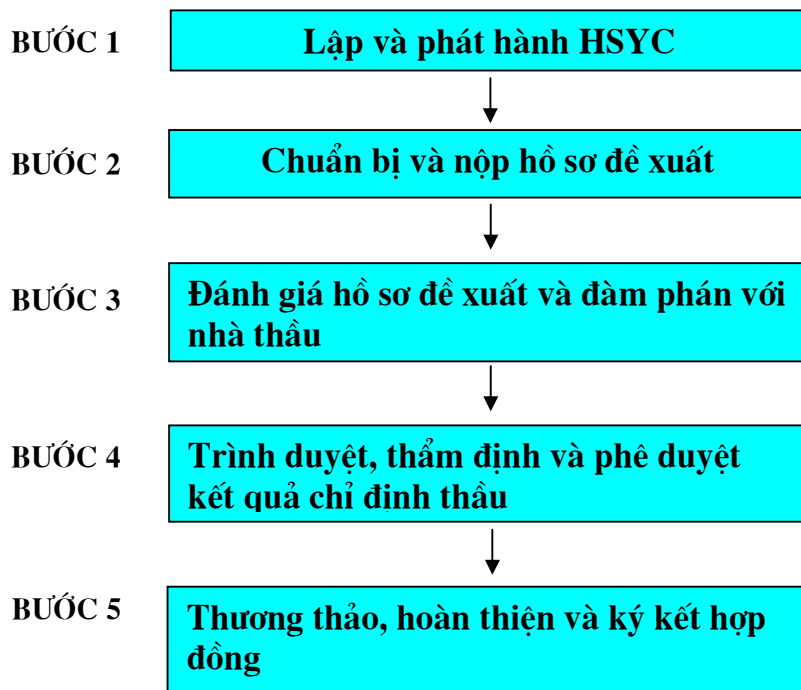 BƯỚC 1
Lập và phát hành HSYC
BƯỚC 2
Chuẩn bị và nộp hồ sơ đề xuất
BƯỚC 3
Đánh giá hồ sơ đề xuất và đàm phán với
nhà thầu
BƯỚC 4
Trình duyệt, thẩm định và phê duyệt
kết quả chỉ định thầu
BƯỚC 5
Thương thảo, hoàn thiện và ký kết hợp
đồng